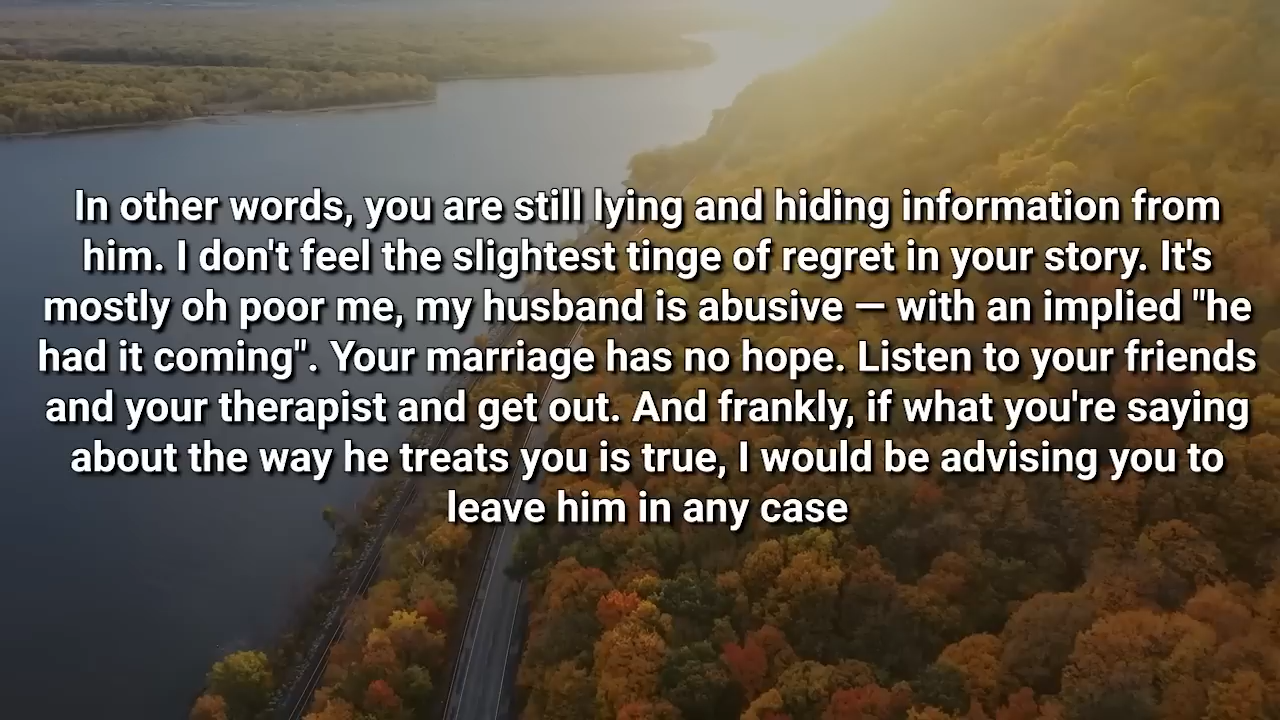 In other words, you are still lying and hiding information from
him. I don't feel the slightest tinge of regret in your story. It's
mostly oh poor me, my husband is abusive — with an implied "he
had it coming". Your marriage has no hope. Listen to your friends
and your therapist and get out. And frankly, if what you're saying
about the way he treats you is true, I would be advising you to
leave him in any case